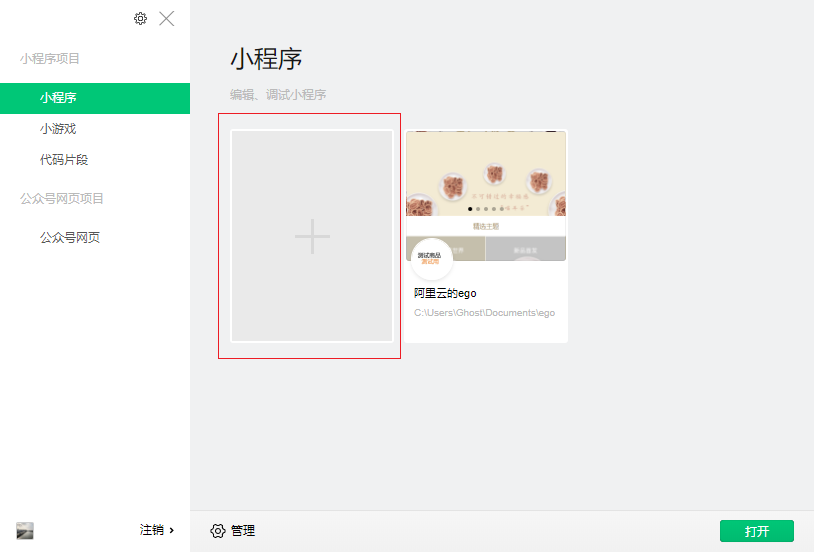 小程序项目
小程序
小游戏
代码片段
公众号网页项目
公众号网页
注销
小程序
编辑、调试小程序
精选主题
测试商品
测试用
阿里云的ego
C:\Users\Ghost\Documents\ego
管理
打开